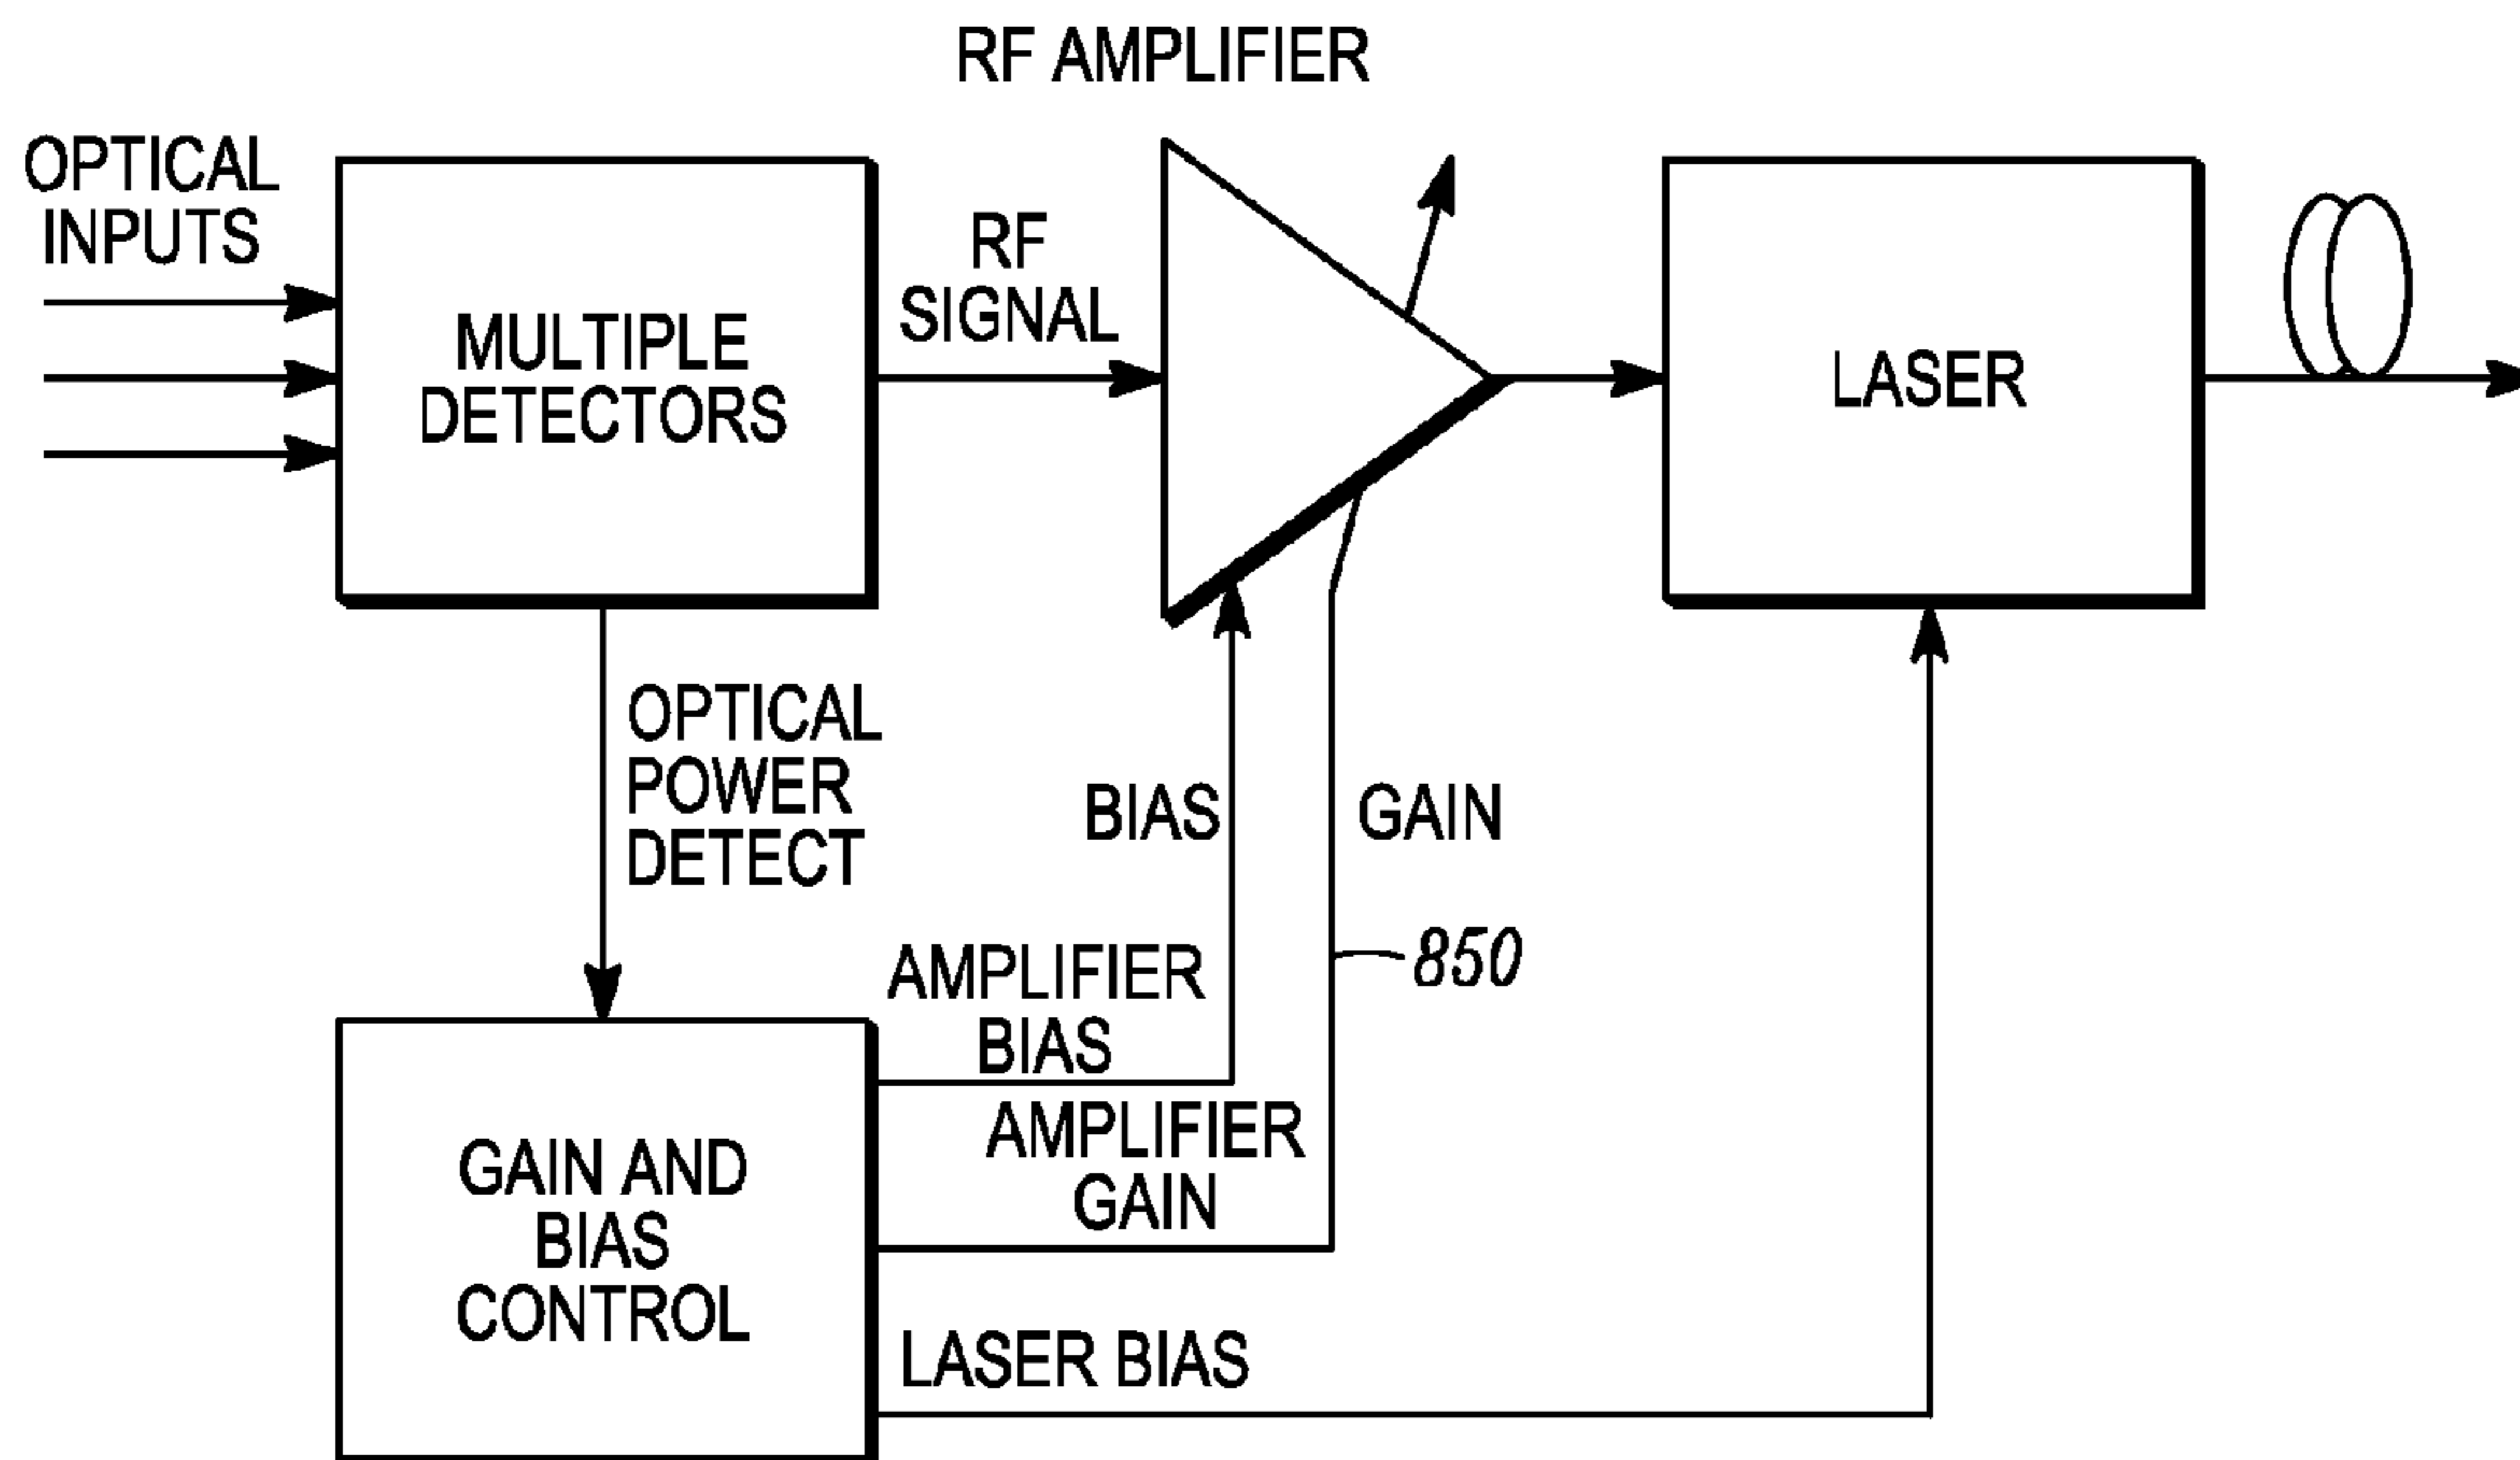 RF AMPLIFIER
OPTICAL
INPUTS
MULTIPLE
DETECTORS
RF
SIGNAL
LASER
OPTICAL
POWER
DETECT
BIAS
GAIN
850
AMPLIFIER
BIAS
AMPLIFIER
GAIN
GAIN AND
BIAS
CONTROL
LASER BIAS